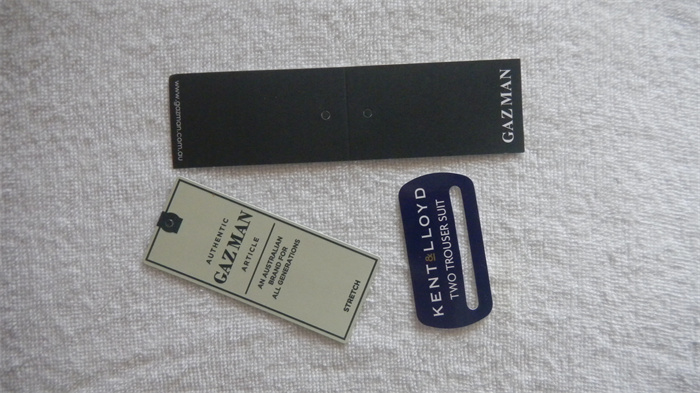 www.gazman.com.au
GAZMAN
AUTHENTIC
GAZMAN
ARTICLE
AN AUSTRALIAN
BRAND FOR
ALL GENERATIONS
STRETCH
KENT & LLOYD
TWO TROUSER SUIT